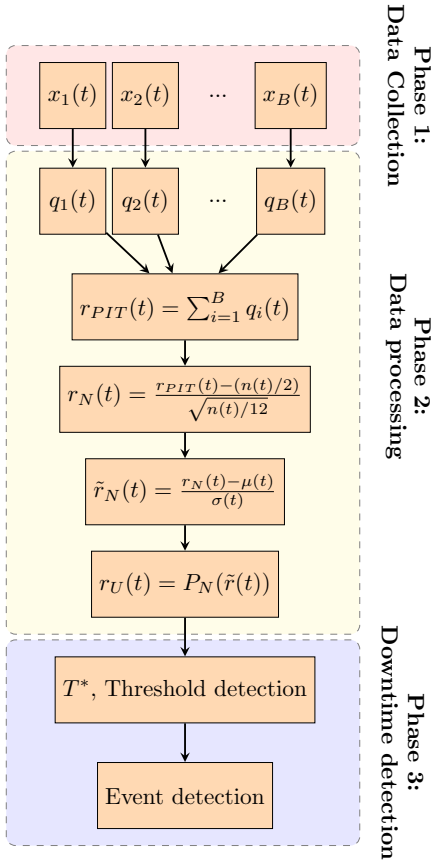 Phase 1:
Data Collection
x_1(t) x_2(t) ... x_B(t)
q_1(t) q_2(t) ... q_B(t)
Phase 2:
Data processing
r_{PIT}(t) = \sum_{i=1}^{B} q_i(t)
r_N(t) = \frac{r_{PIT}(t)-(n(t)/2)}{\sqrt{n(t)/12}}
\tilde{r}_N(t) = \frac{r_N(t)-\mu(t)}{\sigma(t)}
r_U(t) = P_N(\tilde{r}(t))
Phase 3:
Downtime detection
T^*, Threshold detection
Event detection